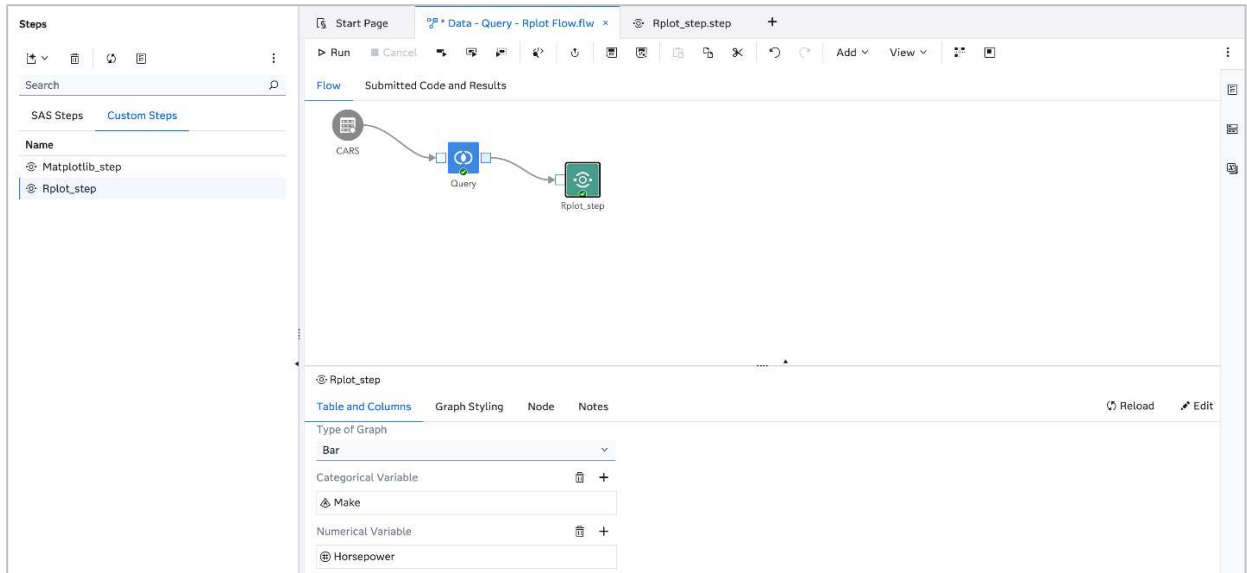 Steps
Search
SAS Steps Custom Steps
Name
Matplotlib_step
Rplot_step
Start Page * Data - Query - Rplot Flow.flw × Rplot_step.step +
Run Cancel Add View
Flow Submitted Code and Results
CARS
Query
Rplot_step
Rplot_step
Table and Columns Graph Styling Node Notes Reload Edit
Type of Graph
Bar
Categorical Variable
Make
Numerical Variable
Horsepower